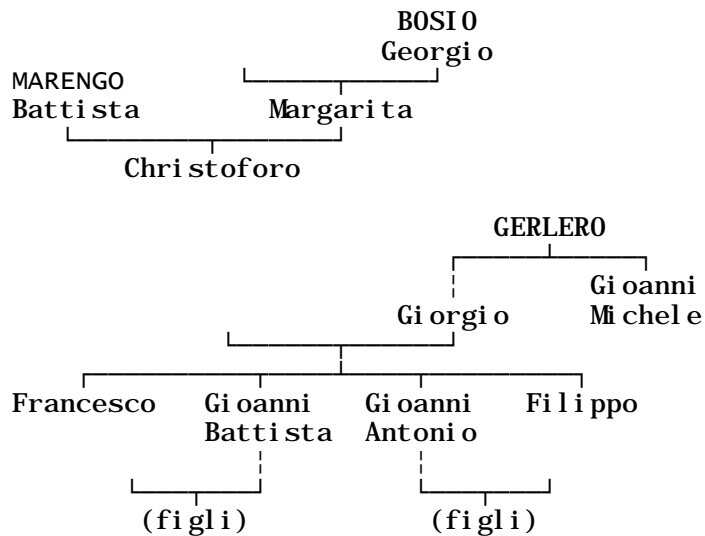 BOSIO
Georgio
MARENGO
Battista Margarita
Christoforo
GERLERO
Gioanni
Giorgio Michele
Francesco Gioanni Gioanni Filippo
Battista Antonio
(figli) (figli)